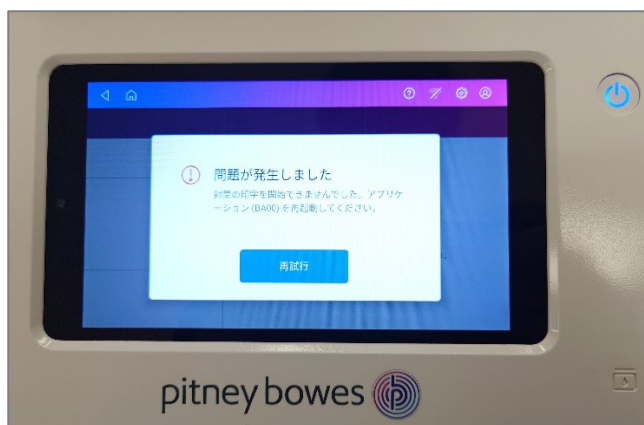 問題が発生しました
封筒の印字を開始できませんでした。アプリケ
ーション (BA00) を再起動してください。
再試行
pitney bowes